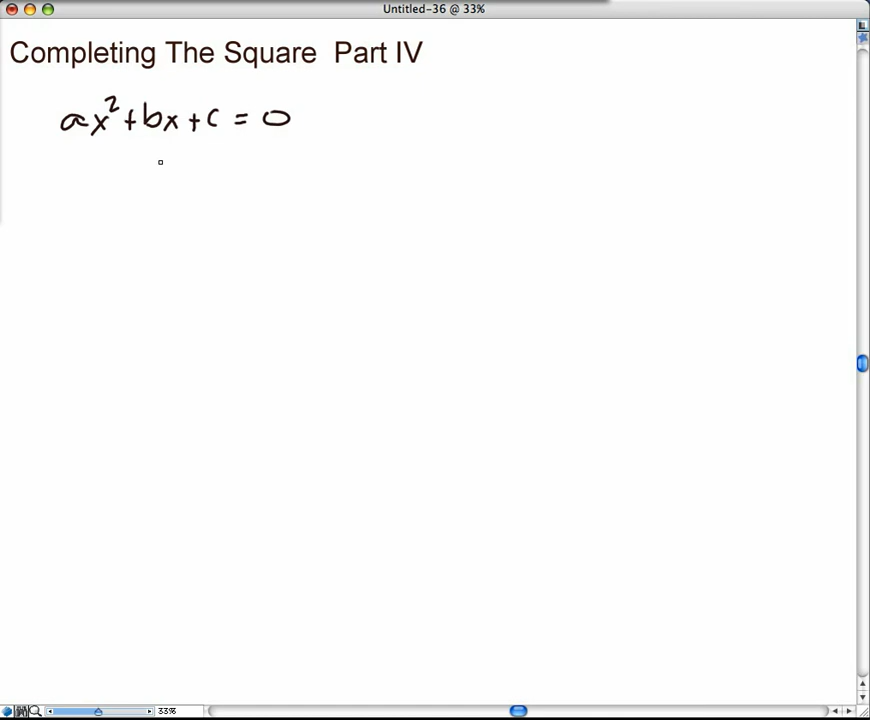 Untitled-36 @ 33%
Completing The Square Part IV
ax²+bx+c = 0
33%